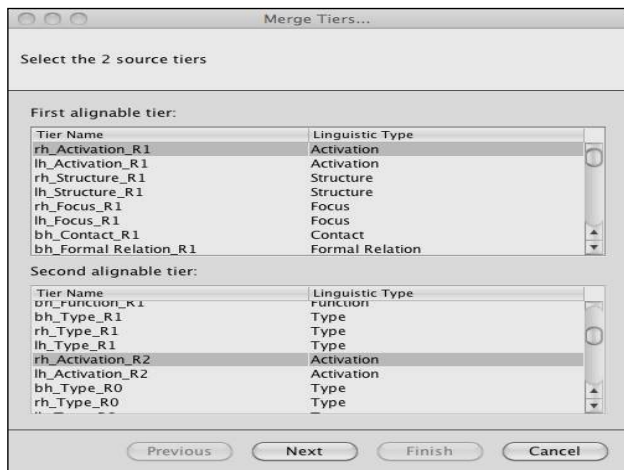 Merge Tiers...
Select the 2 source tiers
First alignable tier:
Tier Name Linguistic Type
rh_Activation_R1 Activation
lh_Activation_R1 Activation
rh_Structure_R1 Structure
lh_Structure_R1 Structure
rh_Focus_R1 Focus
lh_Focus_R1 Focus
bh_Contact_R1 Contact
bh_Formal Relation_R1 Formal Relation
Second alignable tier:
Tier Name Linguistic Type
bh_Function_R1 Function
bh_Type_R1 Type
rh_Type_R1 Type
lh_Type_R1 Type
rh_Activation_R2 Activation
lh_Activation_R2 Activation
bh_Type_R0 Type
rh_Type_R0 Type
Previous Next Finish Cancel